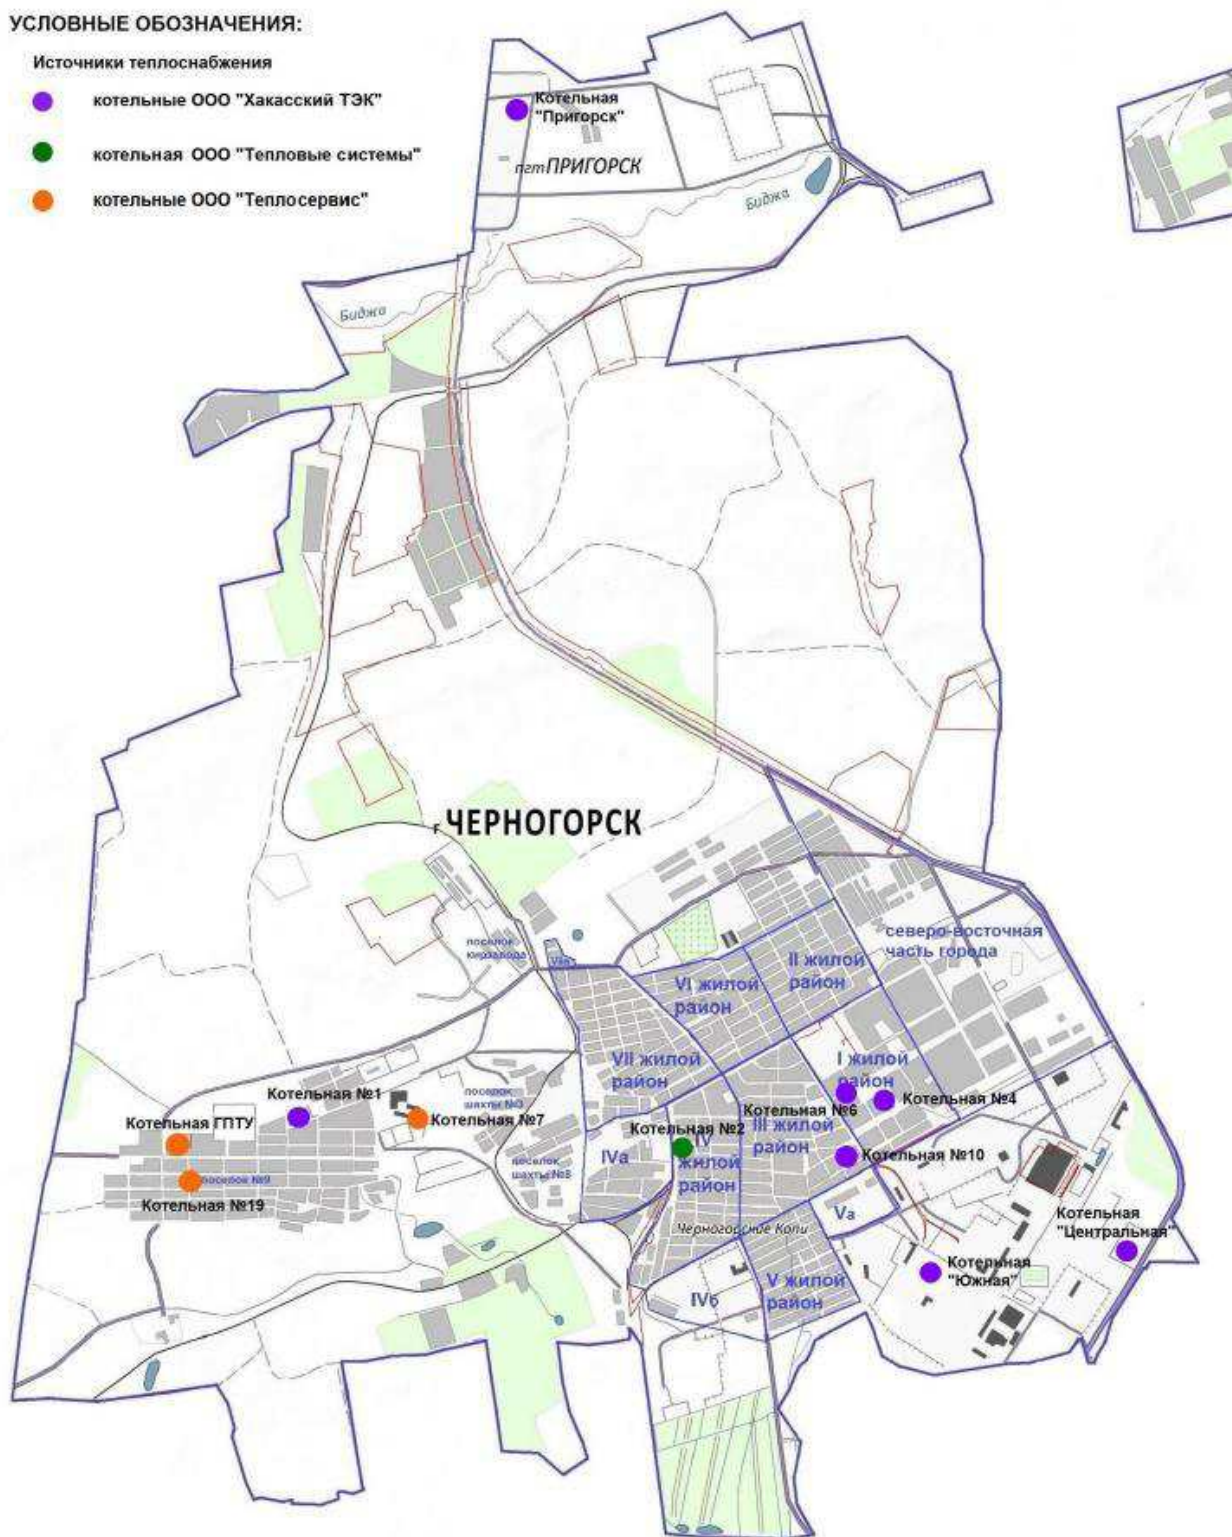 УСЛОВНЫЕ ОБОЗНАЧЕНИЯ:
Источники теплоснабжения
котельные ООО "Хакасский ТЭК"
котельная ООО "Тепловые системы"
котельные ООО "Теплосервис"
Котельная
"Пригорск"
пгт ПРИГОРСК
Биджа
Биджа
г ЧЕРНОГОРСК
северо-восточная
часть города
поселок
кирзавода
VIIа
II жилой
район
VI жилой
район
VII жилой
район
I жилой
район
Котельная №1
поселок
шахты №3
Котельная №7
Котельная ГПТУ
Котельная №6
Котельная №4
Котельная №2
III жилой
район
IV
жилой
район
IVа
Котельная №10
поселок
шахты №8
поселок №9
Котельная №19
Vа
Черногорские Копи
Котельная
"Центральная"
Котельная
"Южная"
V жилой
район
IVб